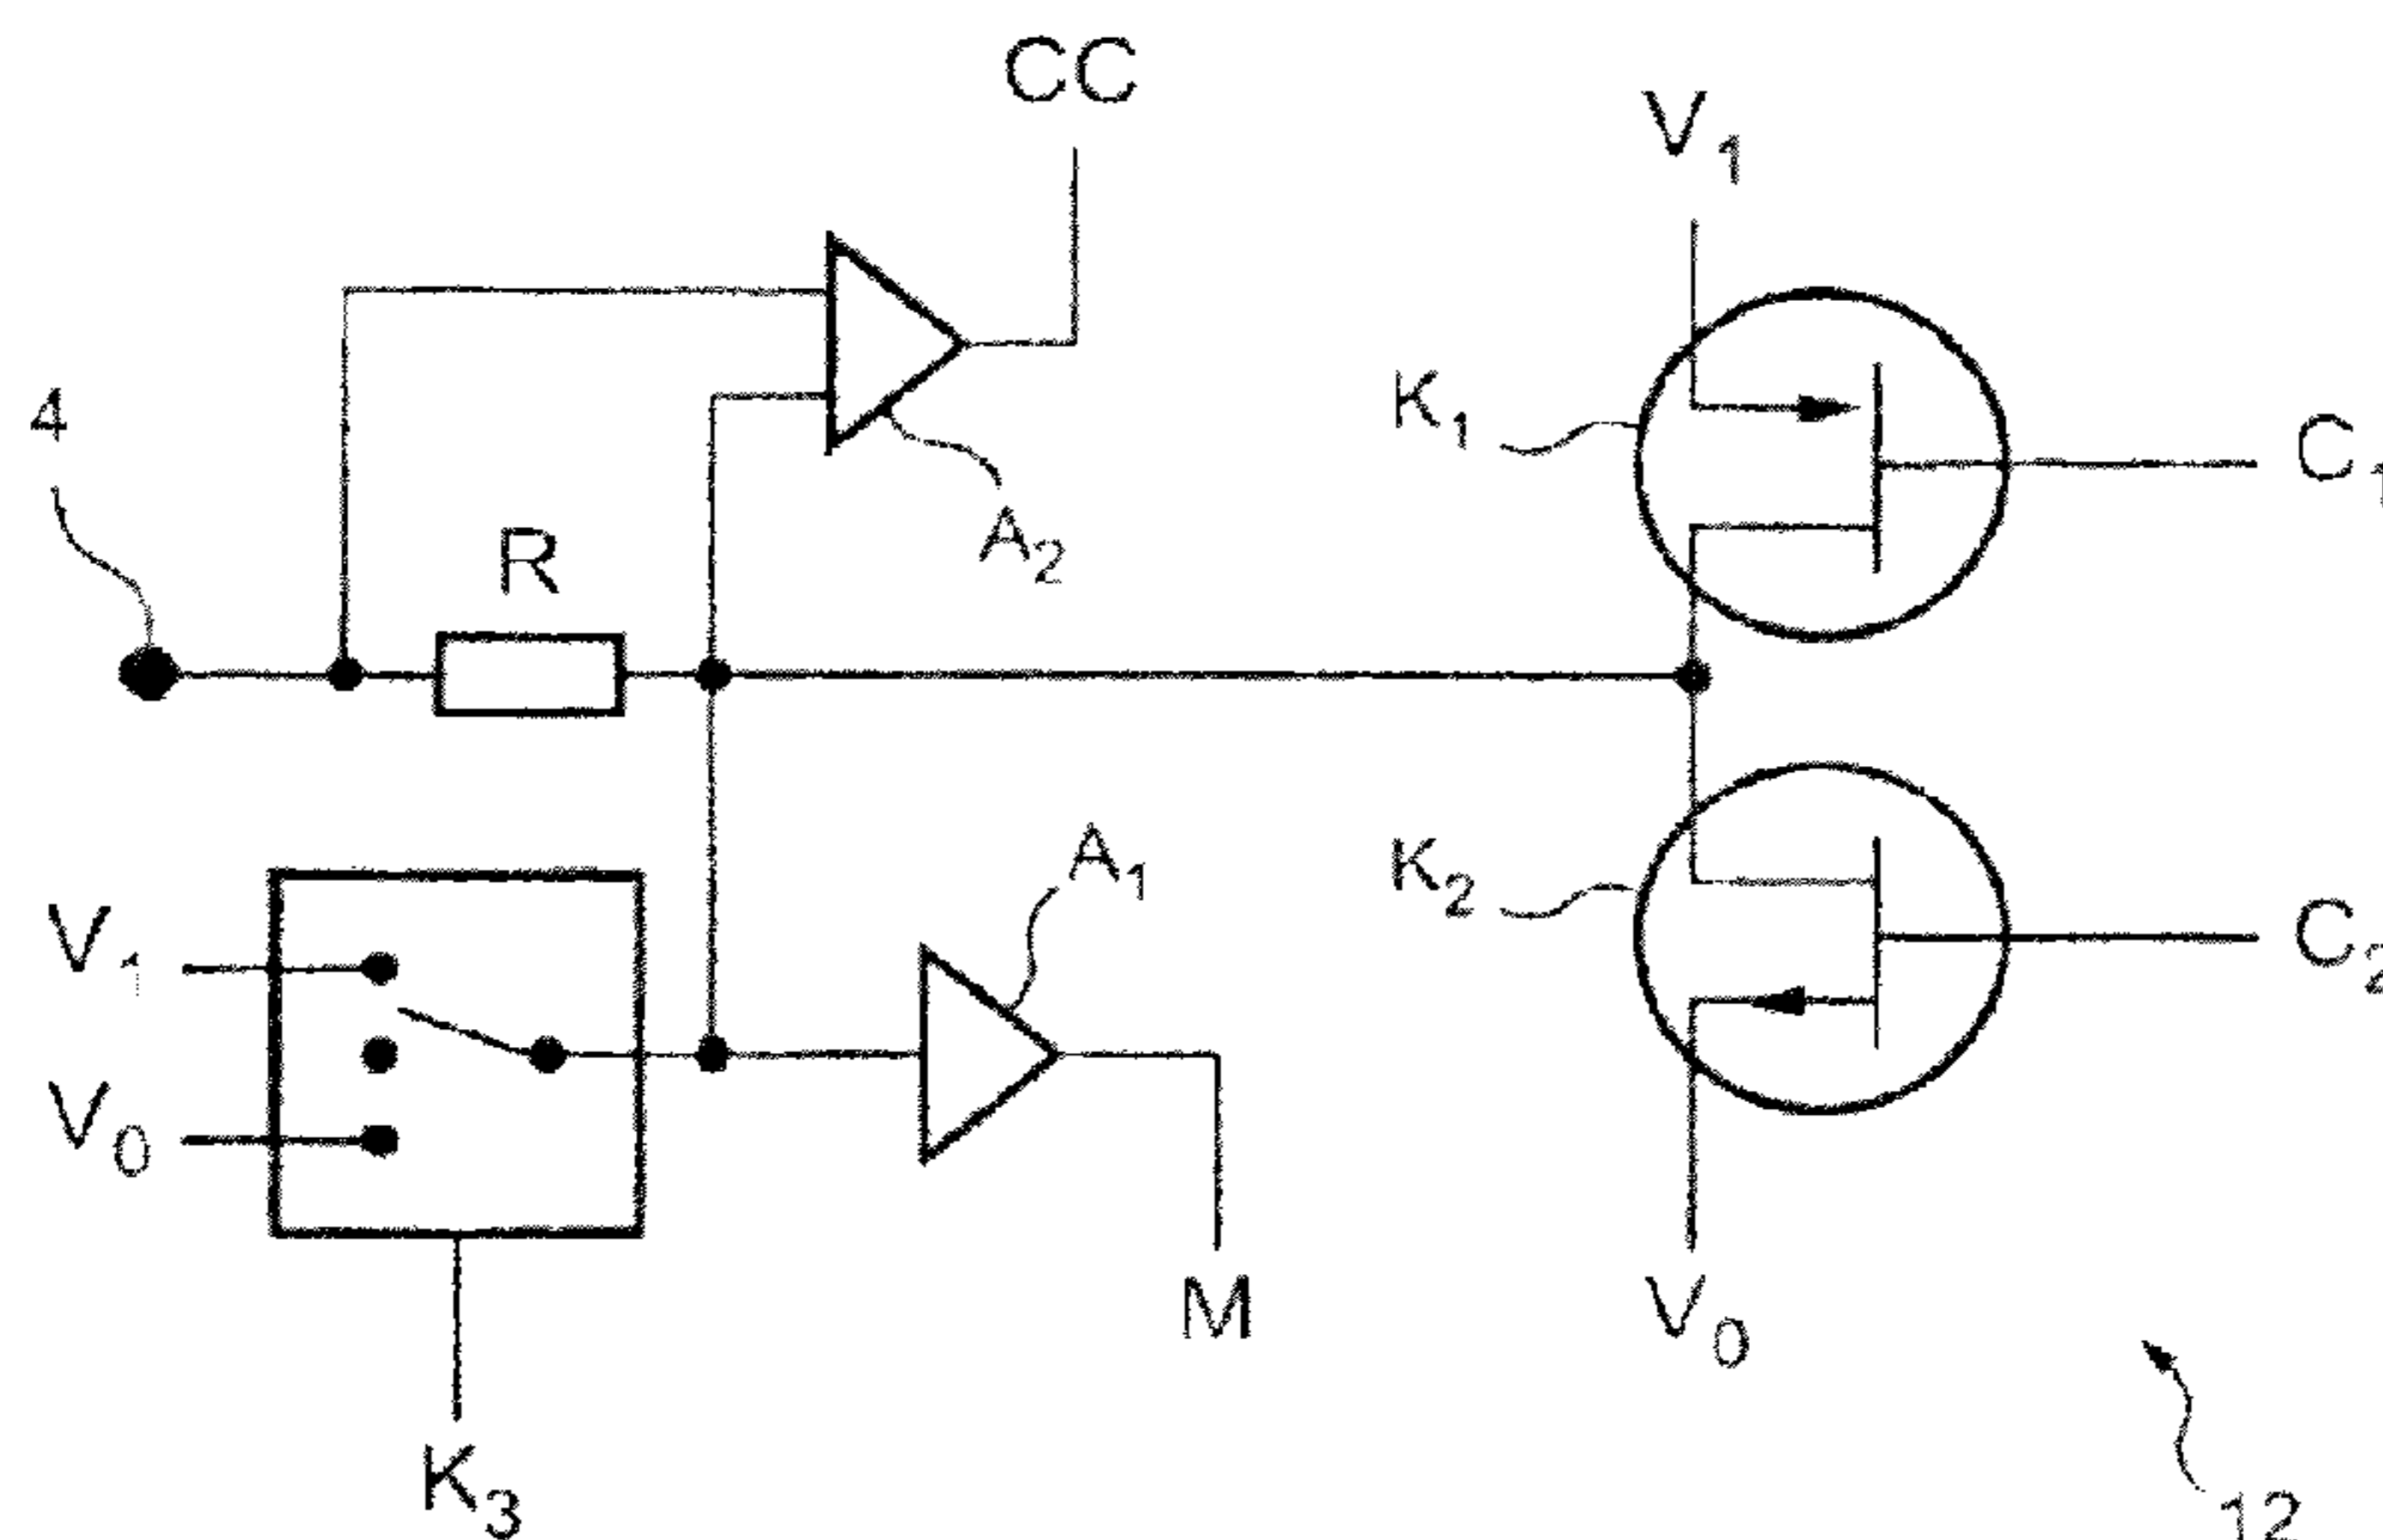 CC
V₁
4
K₁
C₁
R
A₂
A₁
K₂
V₁
C₂
V₀
M
V₀
K₃
12